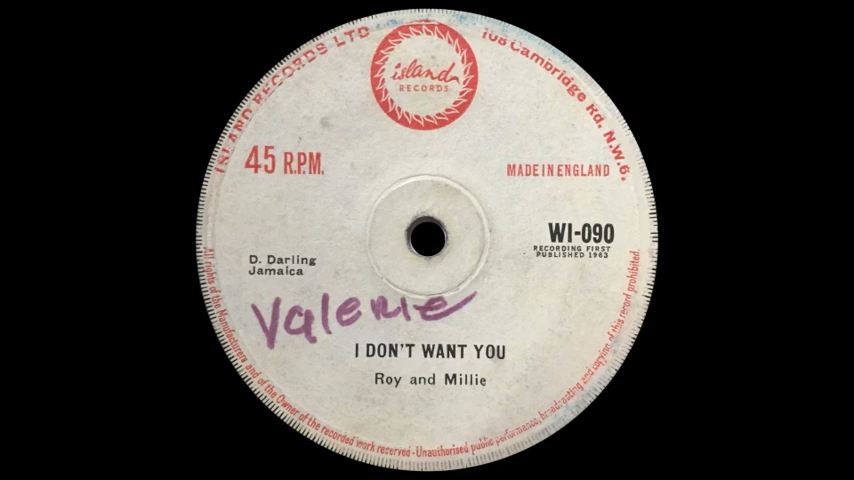 ISLAND RECORDS LTD
108 Cambridge Rd. N.W.6.
island
RECORDS
45 R.P.M.
MADE IN ENGLAND
WI-090
RECORDING FIRST
PUBLISHED 1963
D. Darling
Jamaica
Valerie
I DON'T WANT YOU
Roy and Millie
All rights of the Manufacturers and of the Owner of the recorded work reserved - Unauthorised public performance, broadcasting and copying of this record prohibited.